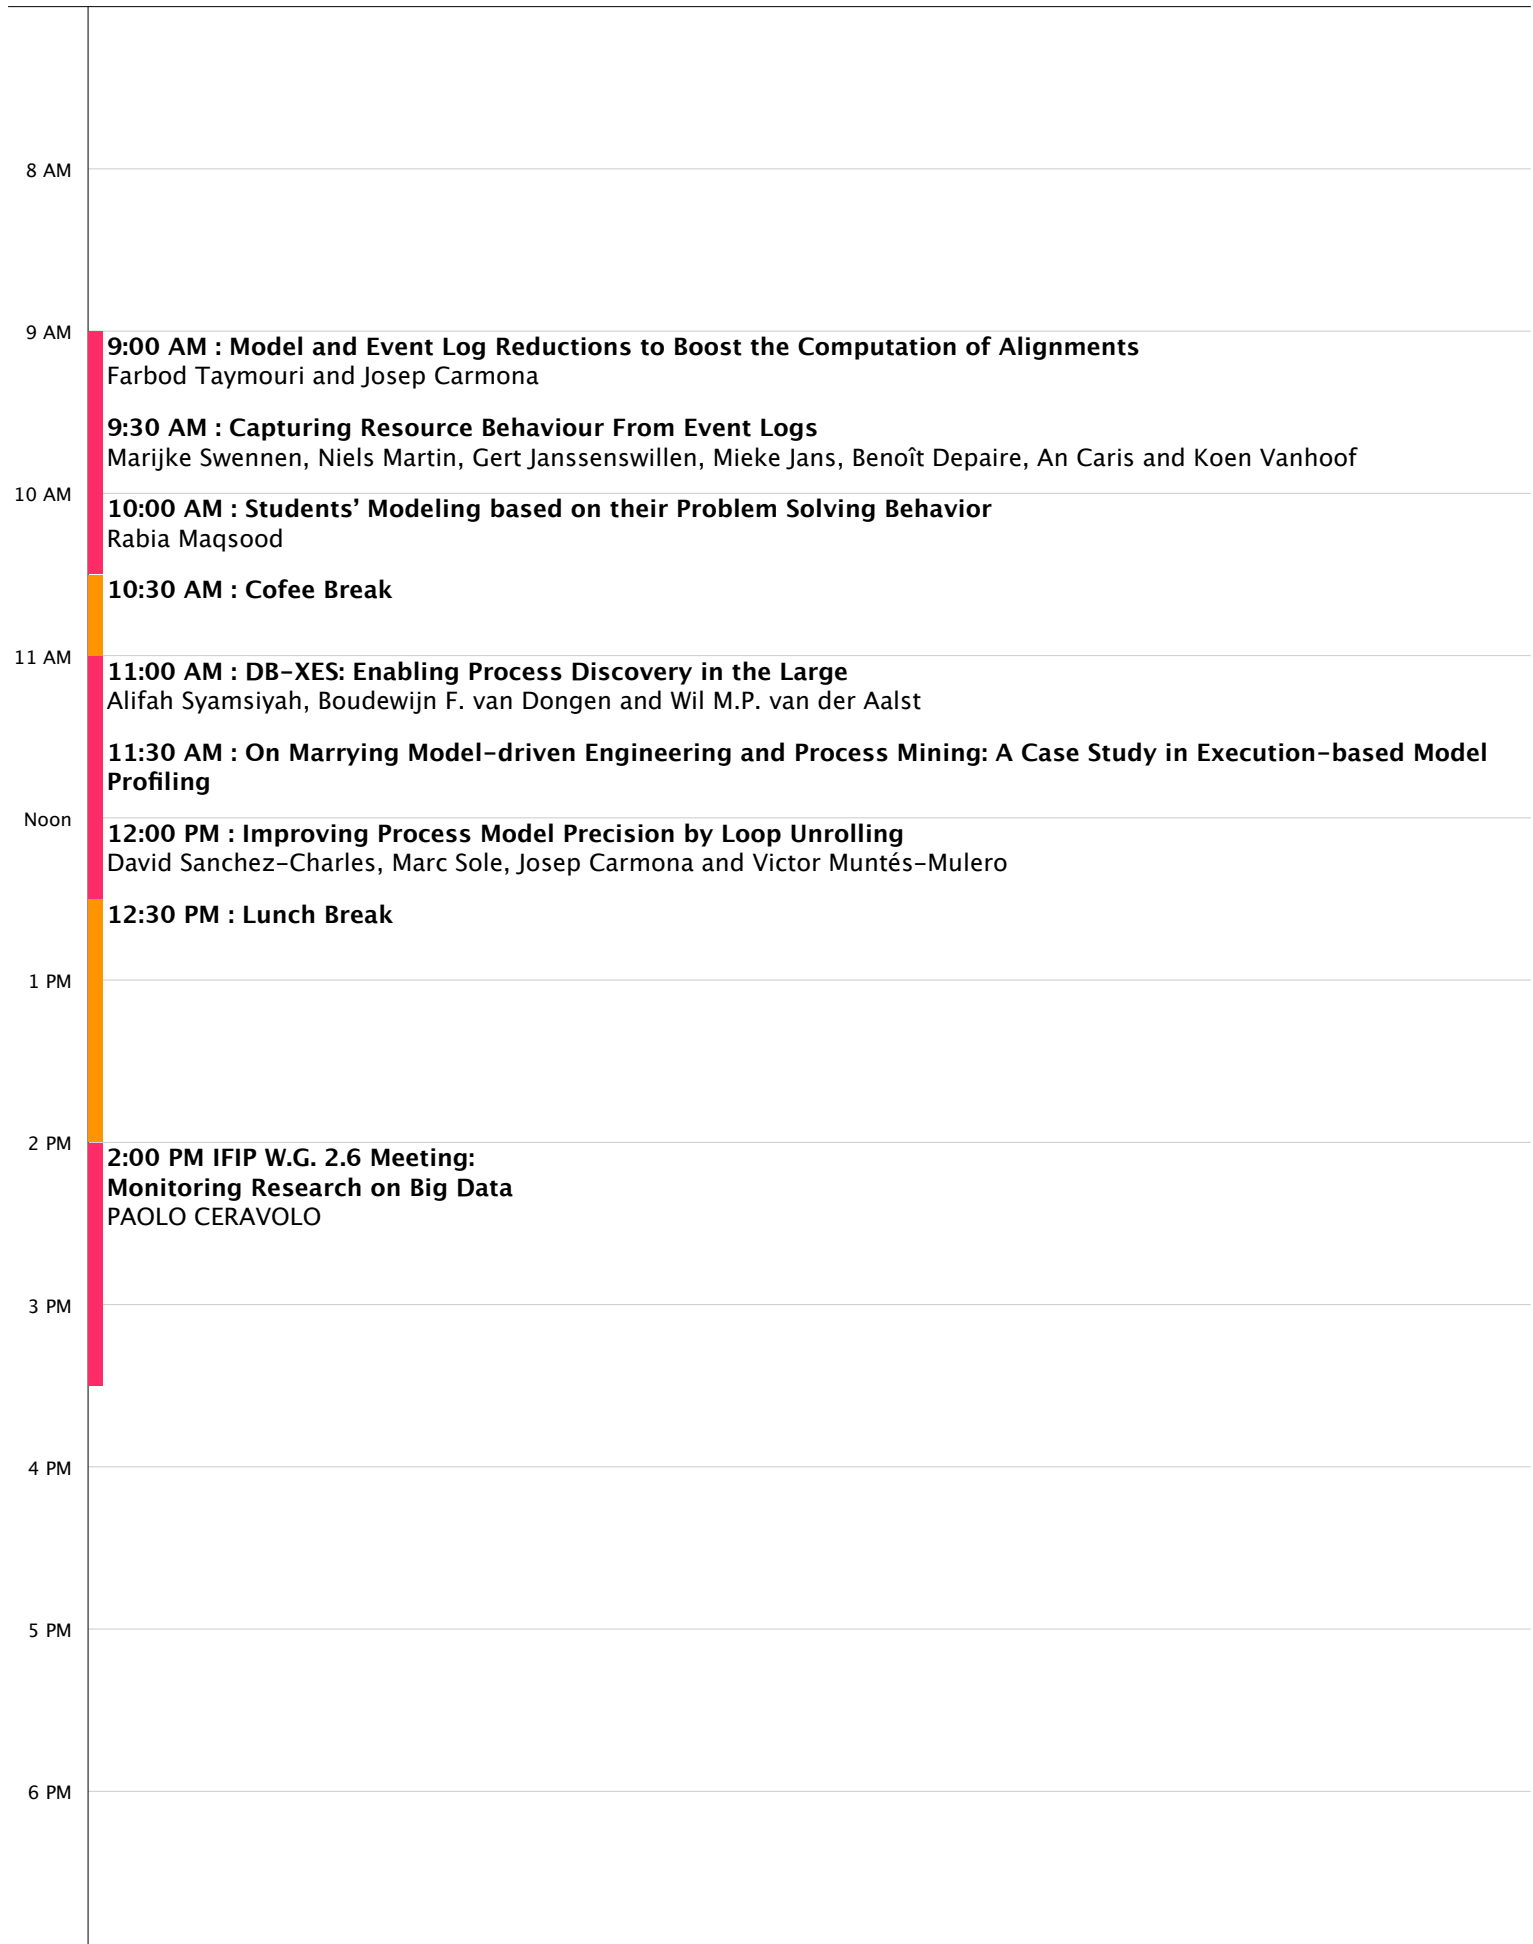 8 AM
9 AM
9:00 AM : Model and Event Log Reductions to Boost the Computation of Alignments
Farbod Taymouri and Josep Carmona
9:30 AM : Capturing Resource Behaviour From Event Logs
Marijke Swennen, Niels Martin, Gert Janssenswillen, Mieke Jans, Benoît Depaire, An Caris and Koen Vanhoof
10 AM
10:00 AM : Students’ Modeling based on their Problem Solving Behavior
Rabia Maqsood
10:30 AM : Cofee Break
11 AM
11:00 AM : DB-XES: Enabling Process Discovery in the Large
Alifah Syamsiyah, Boudewijn F. van Dongen and Wil M.P. van der Aalst
11:30 AM : On Marrying Model-driven Engineering and Process Mining: A Case Study in Execution-based Model
Profiling
Noon
12:00 PM : Improving Process Model Precision by Loop Unrolling
David Sanchez-Charles, Marc Sole, Josep Carmona and Victor Muntés-Mulero
12:30 PM : Lunch Break
1 PM
2 PM
2:00 PM IFIP W.G. 2.6 Meeting:
Monitoring Research on Big Data
PAOLO CERAVOLO
3 PM
4 PM
5 PM
6 PM